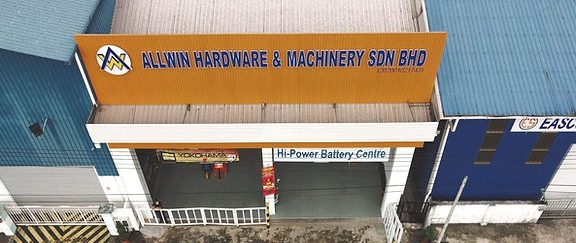 ALLWIN HARDWARE & MACHINERY SDN BHD
YOKOHAMA
Hi-Power Battery Centre
EASC